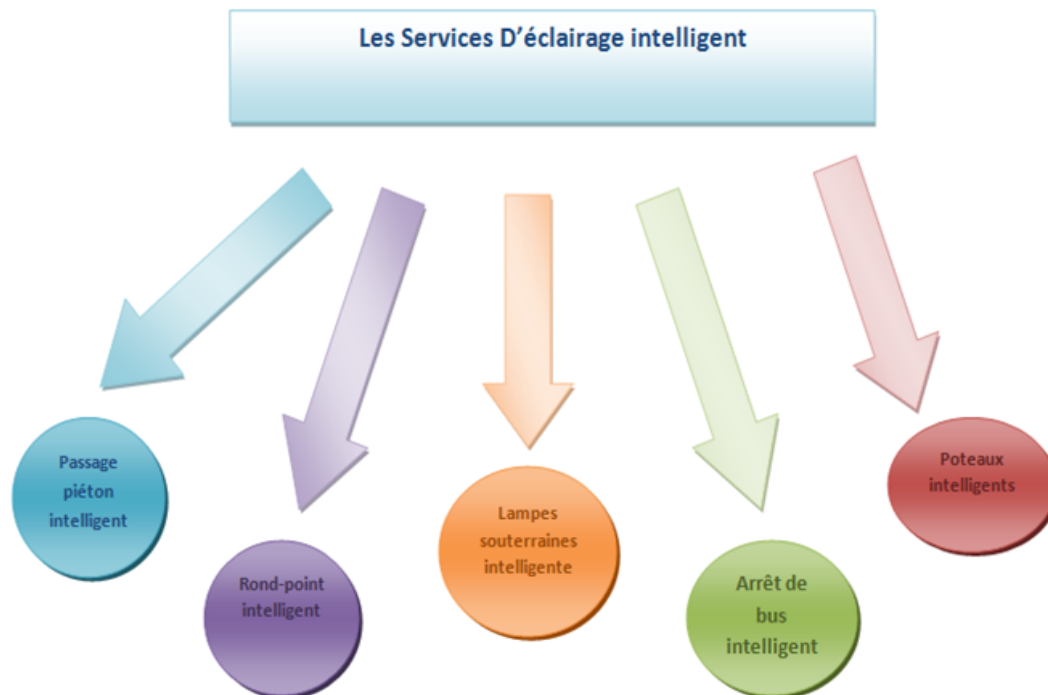 Les Services D’éclairage intelligent
Passage
piéton
intelligent
Rond-point
intelligent
Lampes
souterraines
intelligente
Arrêt de
bus
intelligent
Poteaux
intelligents